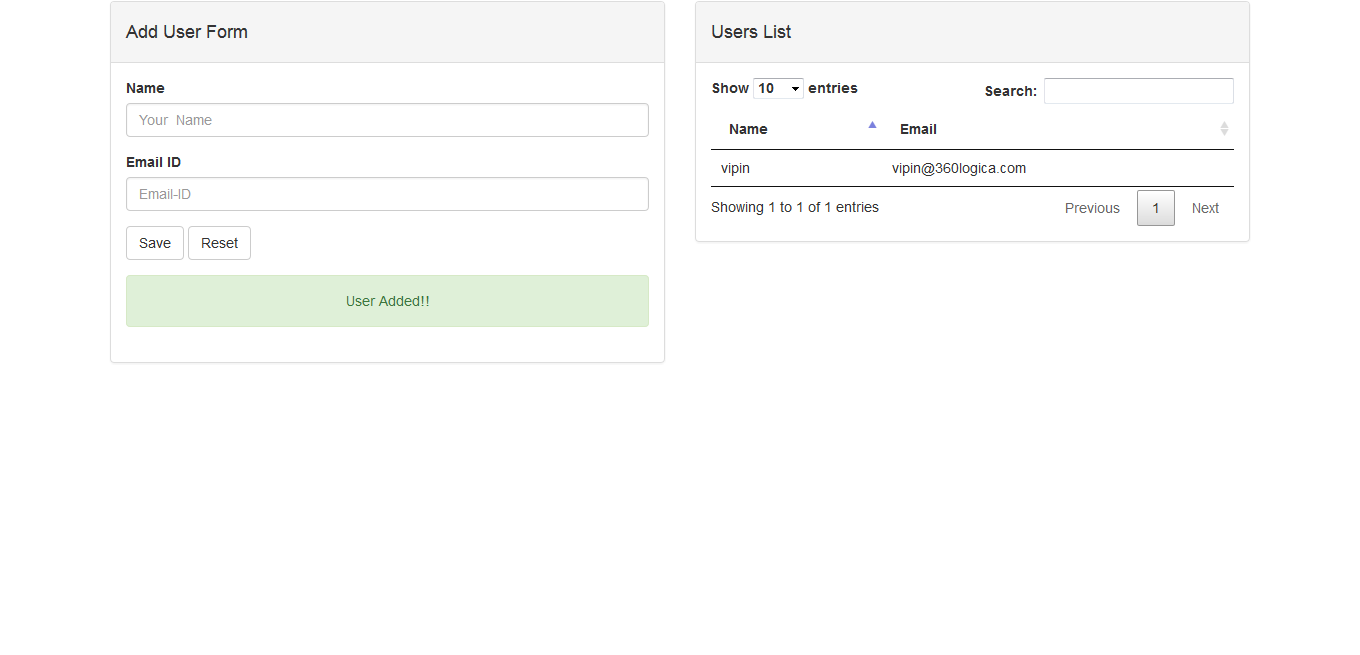 Add User Form
Name
Your  Name
Email ID
Email-ID
Save Reset
User Added!!
Users List
Show 10 entries Search:
Name Email
vipin vipin@360logica.com
Showing 1 to 1 of 1 entries Previous 1 Next